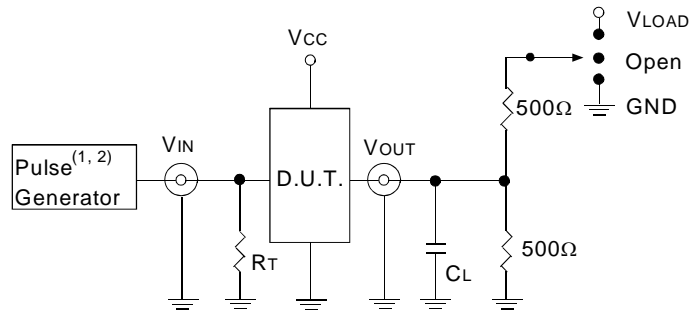 VLOAD
VCC
Open
500Ω
GND
VIN
VOUT
Pulse(1, 2)
Generator
D.U.T.
500Ω
RT
CL